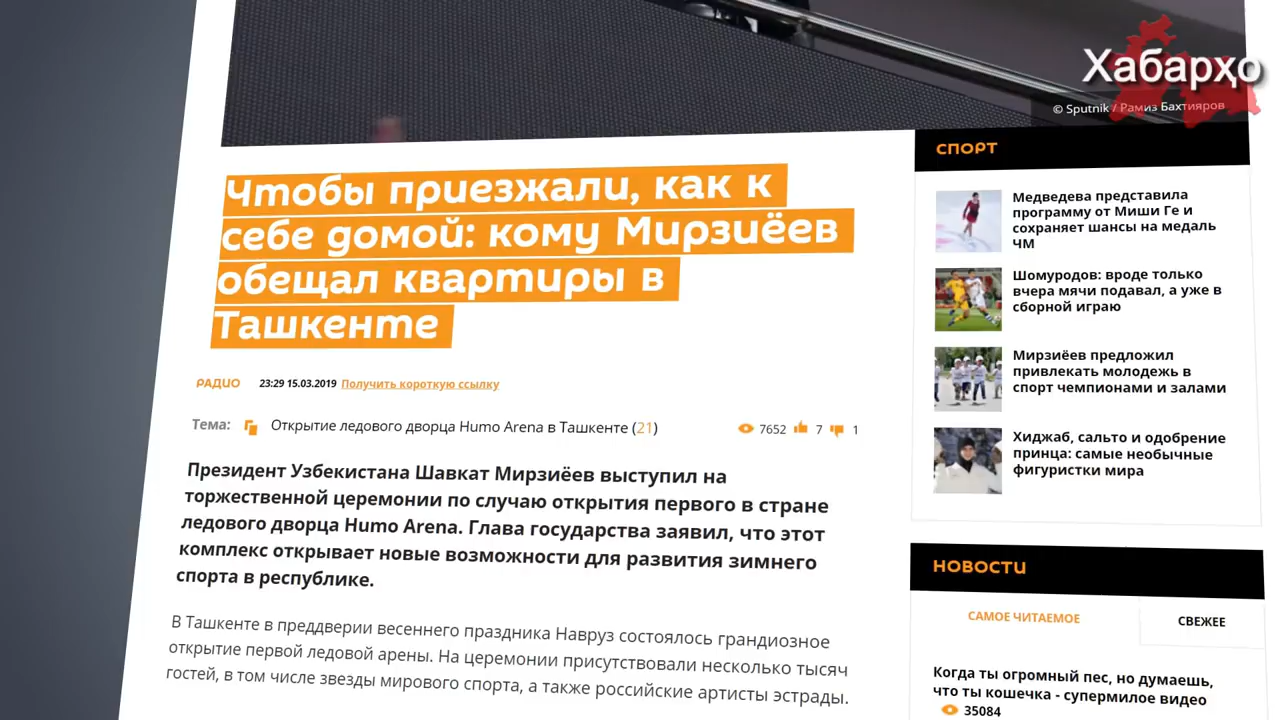 Хабарҳо
© Sputnik / Рамиз Бахтияров
Чтобы приезжали, как к
себе домой: кому Мирзиёев
обещал квартиры в
Ташкенте
РАДИО 23:29 15.03.2019 Получить короткую ссылку
Тема: Открытие ледового дворца Humo Arena в Ташкенте (21) 7652 7 1
Президент Узбекистана Шавкат Мирзиёев выступил на
торжественной церемонии по случаю открытия первого в стране
ледового дворца Humo Arena. Глава государства заявил, что этот
комплекс открывает новые возможности для развития зимнего
спорта в республике.
В Ташкенте в преддверии весеннего праздника Навруз состоялось грандиозное
открытие первой ледовой арены. На церемонии присутствовали несколько тысяч
гостей, в том числе звезды мирового спорта, а также российские артисты эстрады.
СПОРТ
Медведева представила
программу от Миши Ге и
сохраняет шансы на медаль
ЧМ
Шомуродов: вроде только
вчера мячи подавал, а уже в
сборной играю
Мирзиёев предложил
привлекать молодежь в
спорт чемпионами и залами
Хиджаб, сальто и одобрение
принца: самые необычные
фигуристки мира
НОВОСТИ
САМОЕ ЧИТАЕМОЕ СВЕЖЕЕ
Когда ты огромный пес, но думаешь,
что ты кошечка - супермилое видео
35084